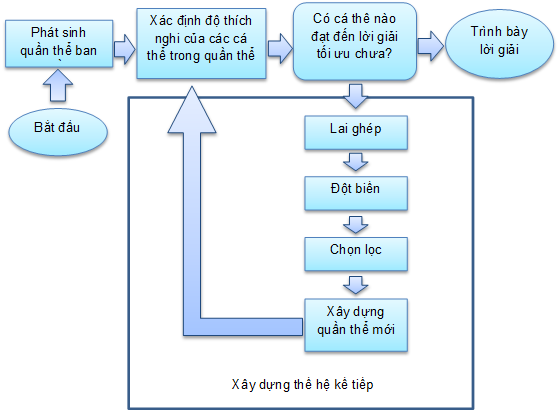 Phát sinh
quần thể ban
Xác định độ thích
nghi của các cá
thể trong quần thể
Có cá thê nào
đạt đến lời giải
tối ưu chưa?
Trình bày
lời giải
Bắt đầu
Lai ghép
Đột biến
Chọn lọc
Xây dựng
quần thể mới
Xây dựng thế hệ kế tiếp